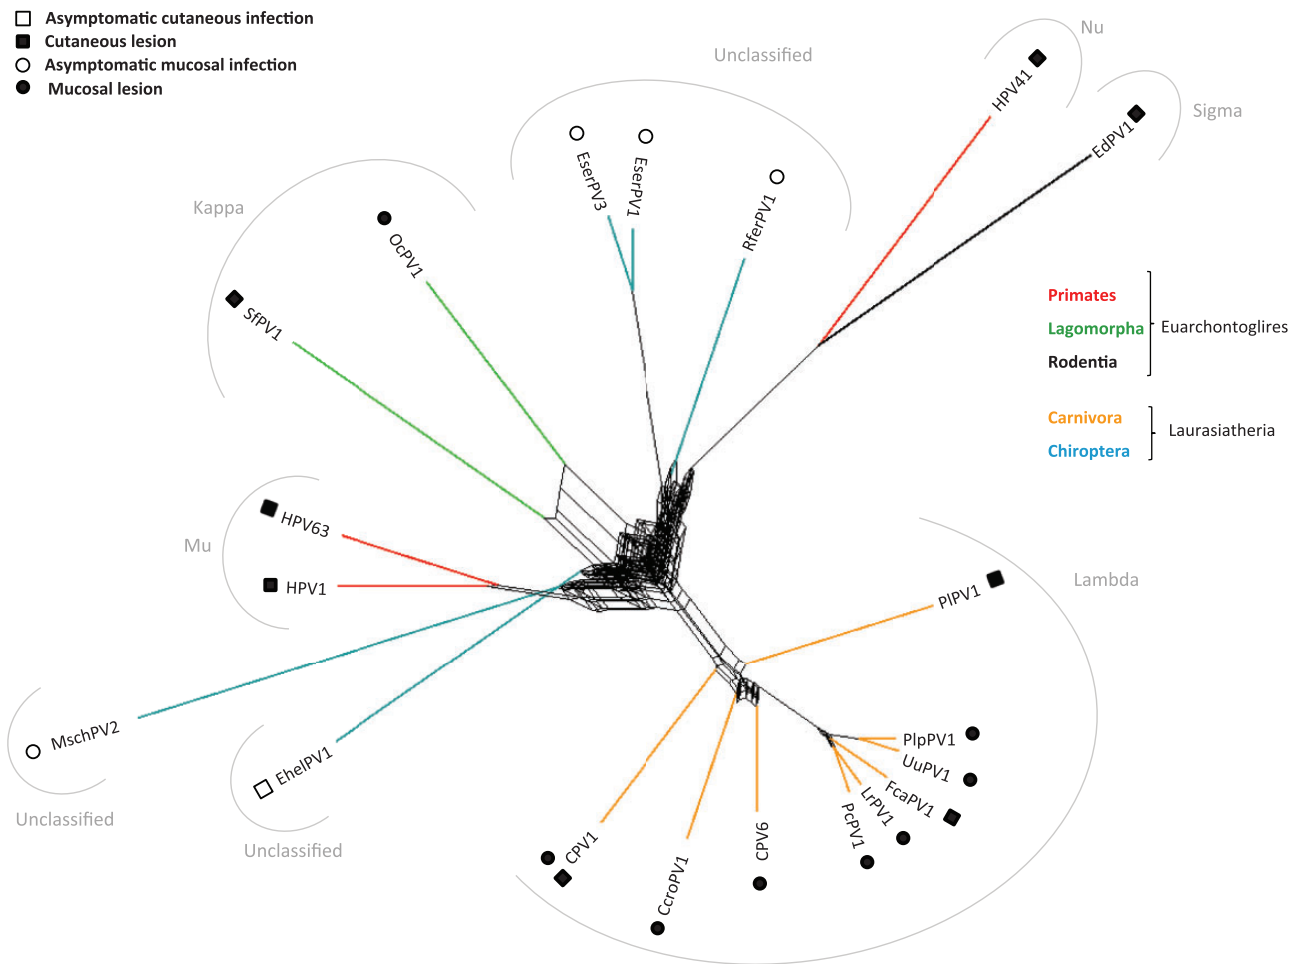 Asymptomatic cutaneous infection
Cutaneous lesion
Asymptomatic mucosal infection
Mucosal lesion
Unclassified
Nu
Sigma
HPV41
EdPV1
EserPV3
EserPV1
RferPV1
Kappa
OcPV1
SfPV1
Primates
Lagomorpha
Rodentia
Euarchontoglires
Carnivora
Chiroptera
Laurasiatheria
Mu
HPV63
HPV1
Lambda
PlPV1
MschPV2
Unclassified
EhelPV1
Unclassified
PlpPV1
UuPV1
FcaPV1
LrPV1
PcPV1
CPV6
CcroPV1
CPV1